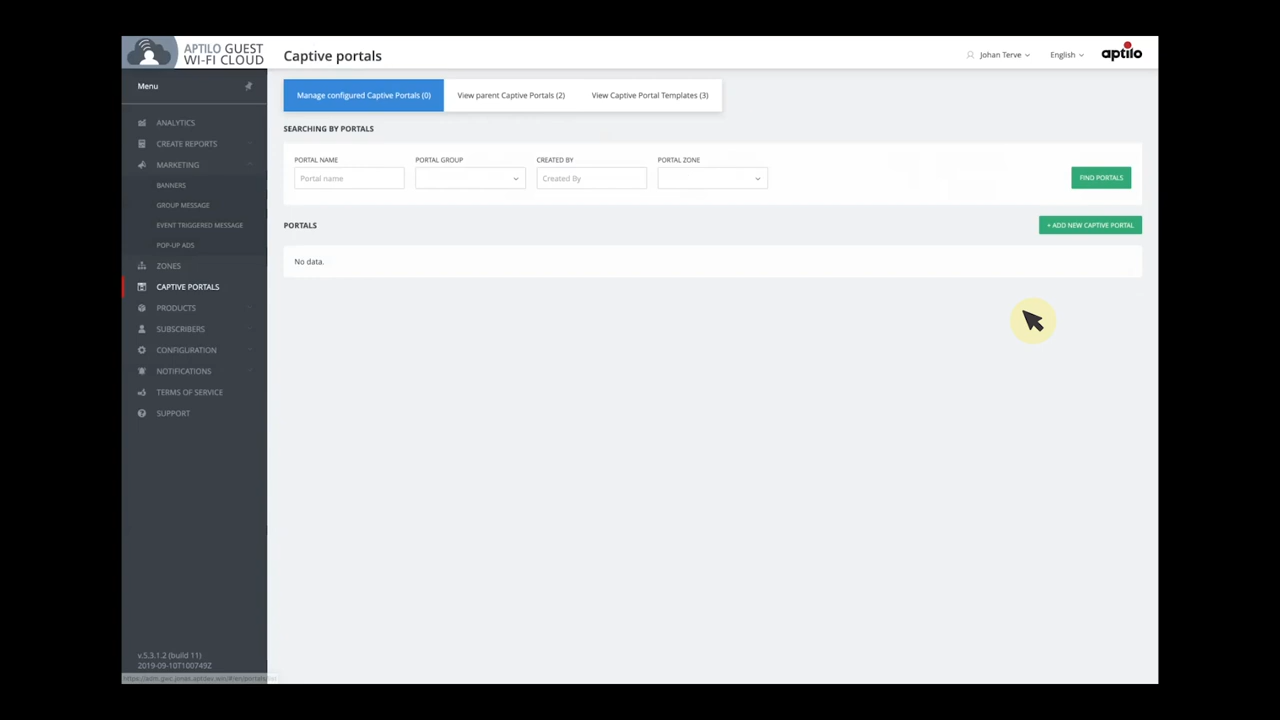 APTILO GUEST
WI-FI CLOUD
Captive portals
Johan Terve
English
aptilo
Menu
ANALYTICS
CREATE REPORTS
MARKETING
BANNERS
GROUP MESSAGE
EVENT TRIGGERED MESSAGE
POP-UP ADS
ZONES
CAPTIVE PORTALS
PRODUCTS
SUBSCRIBERS
CONFIGURATION
NOTIFICATIONS
TERMS OF SERVICE
SUPPORT
v.5.3.1.2 (build 11)
2019-09-10T100749Z
Manage configured Captive Portals (0)
View parent Captive Portals (2)
View Captive Portal Templates (3)
SEARCHING BY PORTALS
PORTAL NAME
PORTAL GROUP
CREATED BY
PORTAL ZONE
Portal name
Created By
FIND PORTALS
PORTALS
+ ADD NEW CAPTIVE PORTAL
No data.